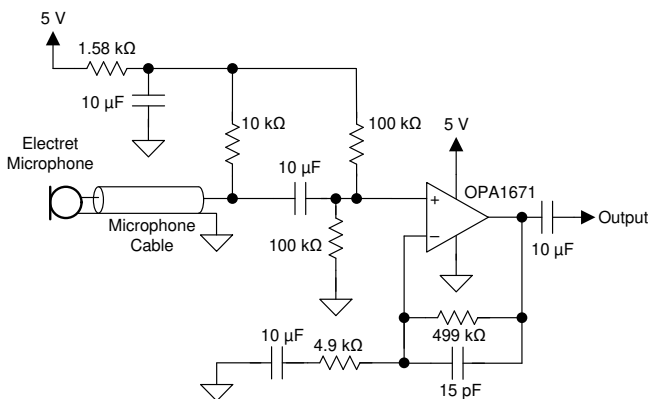 5 V
1.58 kΩ
10 µF
10 kΩ
100 kΩ
5 V
Electret
Microphone
10 µF
OPA1671
+
−
Microphone
Cable
100 kΩ
Output
10 µF
10 µF
4.9 kΩ
499 kΩ
15 pF